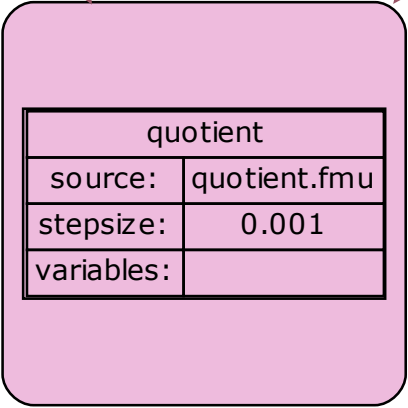 quotient
source: quotient.fmu
stepsize: 0.001
variables: